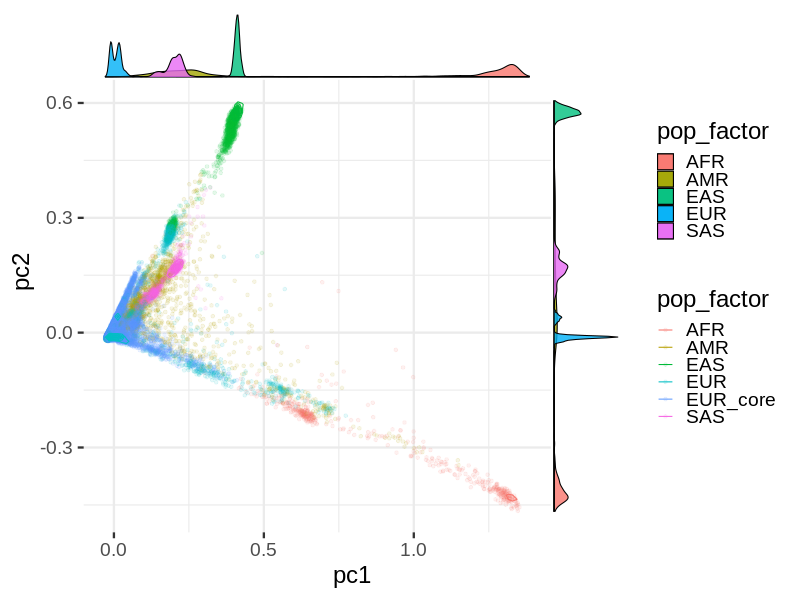 0.6
0.3
0.0
-0.3
pc2
0.0 0.5 1.0
pc1
pop_factor
AFR
AMR
EAS
EUR
SAS
pop_factor
AFR
AMR
EAS
EUR
EUR_core
SAS